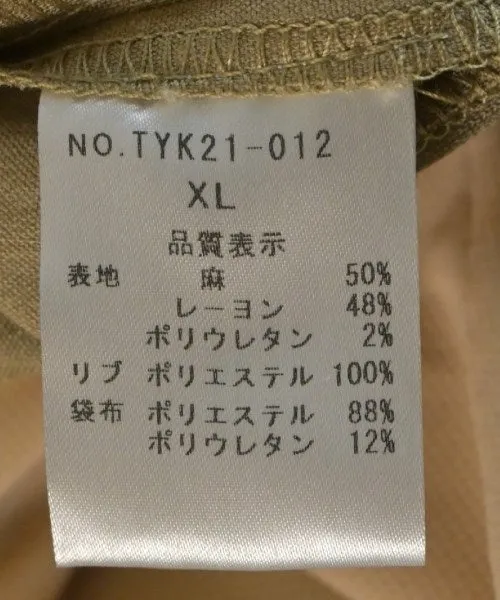 NO.TYK21-012
XL
品質表示
表地 麻 50%
レーヨン 48%
ポリウレタン 2%
リブ ポリエステル 100%
袋布 ポリエステル 88%
ポリウレタン 12%